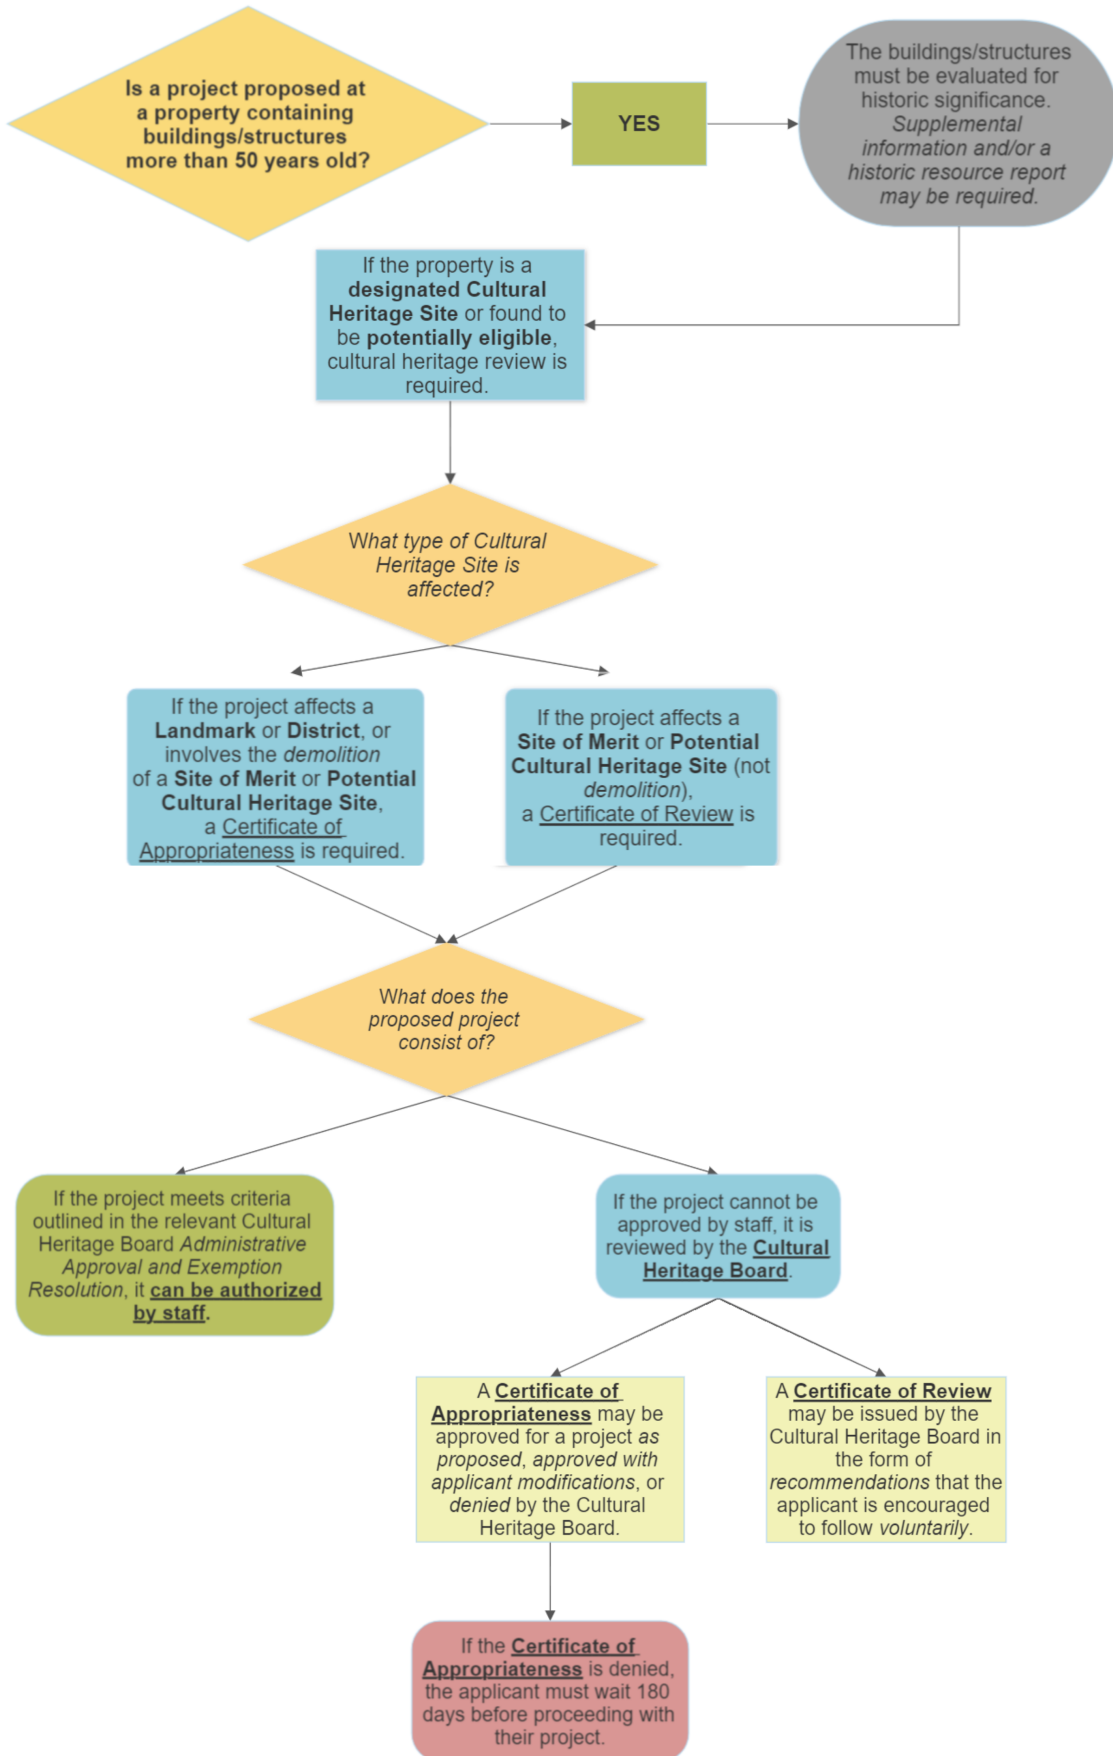 Is a project proposed at
a property containing
buildings/structures
more than 50 years old?
YES
The buildings/structures
must be evaluated for
historic significance.
Supplemental
information and/or a
historic resource report
may be required.
If the property is a
designated Cultural
Heritage Site or found to
be potentially eligible,
cultural heritage review is
required.
What type of Cultural
Heritage Site is
affected?
If the project affects a
Landmark or District, or
involves the demolition
of a Site of Merit or Potential
Cultural Heritage Site,
a Certificate of
Appropriateness is required.
If the project affects a
Site of Merit or Potential
Cultural Heritage Site (not
demolition),
a Certificate of Review is
required.
What does the
proposed project
consist of?
If the project meets criteria
outlined in the relevant Cultural
Heritage Board Administrative
Approval and Exemption
Resolution, it can be authorized
by staff.
If the project cannot be
approved by staff, it is
reviewed by the Cultural
Heritage Board.
A Certificate of
Appropriateness may be
approved for a project as
proposed, approved with
applicant modifications, or
denied by the Cultural
Heritage Board.
A Certificate of Review
may be issued by the
Cultural Heritage Board in
the form of
recommendations that the
applicant is encouraged
to follow voluntarily.
If the Certificate of
Appropriateness is denied,
the applicant must wait 180
days before proceeding with
their project.